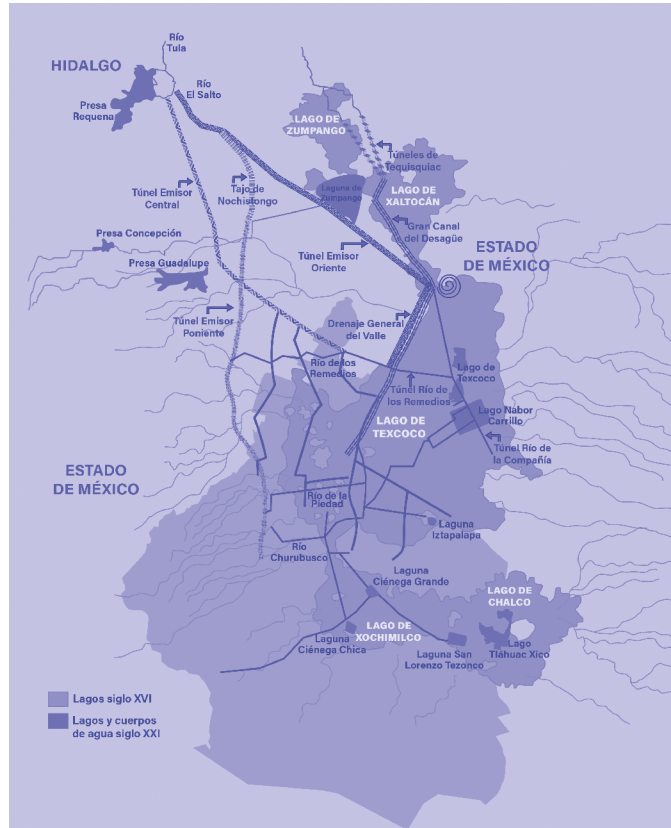 Río
Tula
HIDALGO
Río
El Salto
Presa
Requena
LAGO DE
ZUMPANGO
Túneles de
Tequisquiac
Túnel Emisor
Central
Tajo de
Nochistongo
Laguna de
Zumpango
LAGO DE
XALTOCÁN
Gran Canal
del Desagüe
Presa Concepción
Presa Guadalupe
Túnel Emisor
Oriente
ESTADO
DE MÉXICO
Túnel Emisor
Poniente
Drenaje General
del Valle
Río de los
Remedios
Túnel Río de
los Remedios
Lago de
Texcoco
LAGO DE
TEXCOCO
Lago Nabor
Carrillo
Túnel Río de
la Compañía
ESTADO
DE MÉXICO
Río de la
Piedad
Laguna
Iztapalapa
Río
Churubusco
Laguna
Ciénega Grande
LAGO DE
CHALCO
LAGO DE
XOCHIMILCO
Laguna
Ciénega Chica
Laguna San
Lorenzo Tezonco
Lago
Tláhuac Xico
Lagos siglo XVI
Lagos y cuerpos
de agua siglo XXI